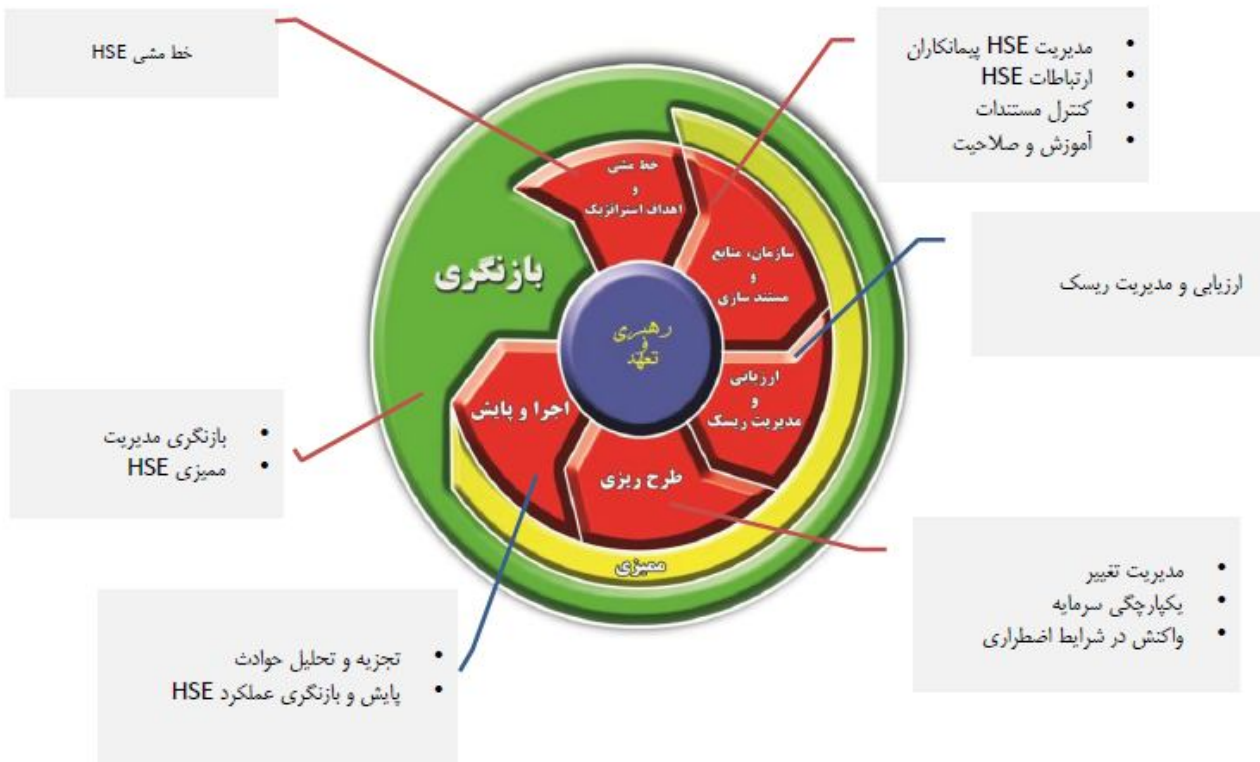 خط مشی HSE
مدیریت HSE پیمانکاران
ارتباطات HSE
کنترل مستندات
آموزش و صلاحیت
ارزیابی و مدیریت ریسک
مدیریت تغییر
یکپارچگی سرمایه
واکنش در شرایط اضطراری
تجزیه و تحلیل حوادث
پایش و بازنگری عملکرد HSE
بازنگری مدیریت
ممیزی HSE
خط مشی
و
اهداف استراتژیک
سازمان، منابع
و
مستند سازی
ارزیابی
و
مدیریت ریسک
طرح ریزی
اجرا و پایش
بازنگری
ممیزی
رهبری
و
تعهد